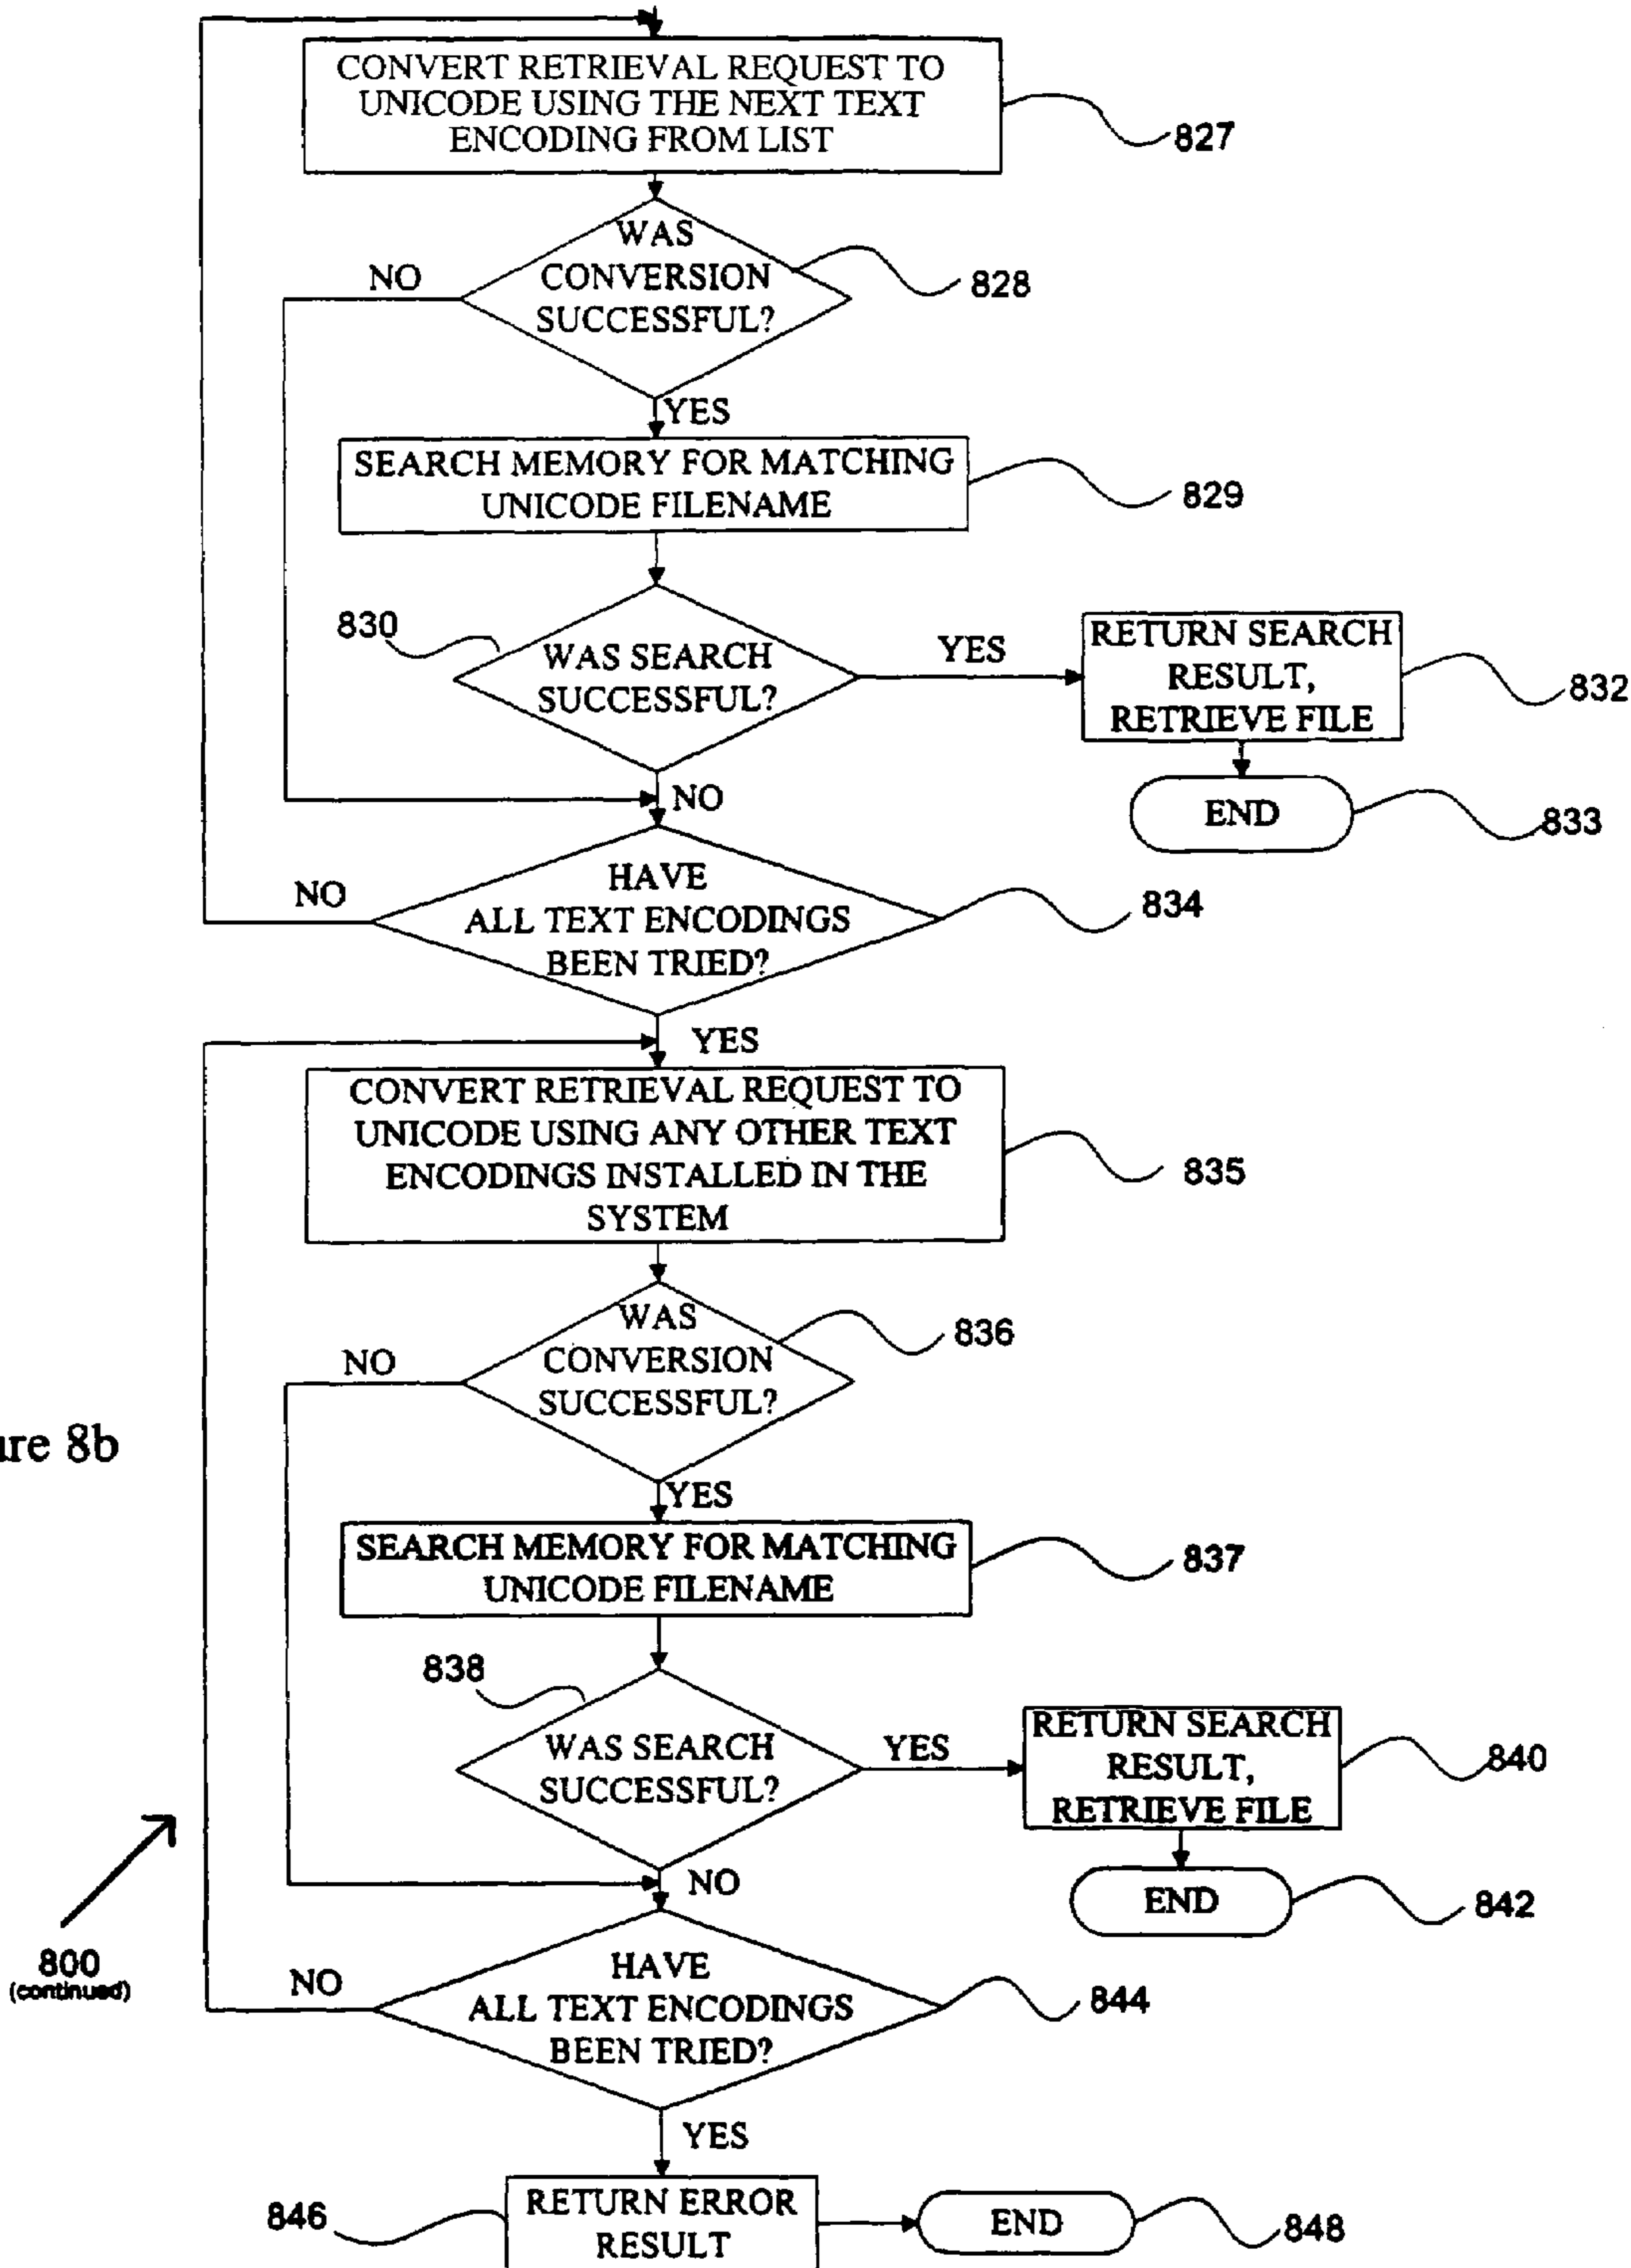 CONVERT RETRIEVAL REQUEST TO
UNICODE USING THE NEXT TEXT
ENCODING FROM LIST
827
WAS
CONVERSION
SUCCESSFUL?
828
NO
YES
SEARCH MEMORY FOR MATCHING
UNICODE FILENAME
829
830
WAS SEARCH
SUCCESSFUL?
YES
RETURN SEARCH
RESULT,
RETRIEVE FILE
832
NO
END
833
HAVE
ALL TEXT ENCODINGS
BEEN TRIED?
834
NO
YES
CONVERT RETRIEVAL REQUEST TO
UNICODE USING ANY OTHER TEXT
ENCODINGS INSTALLED IN THE
SYSTEM
835
WAS
CONVERSION
SUCCESSFUL?
836
NO
ure 8b
YES
SEARCH MEMORY FOR MATCHING
UNICODE FILENAME
837
838
WAS SEARCH
SUCCESSFUL?
YES
RETURN SEARCH
RESULT,
RETRIEVE FILE
840
NO
END
842
800
(continued)
HAVE
ALL TEXT ENCODINGS
BEEN TRIED?
844
NO
YES
846
RETURN ERROR
RESULT
END
848